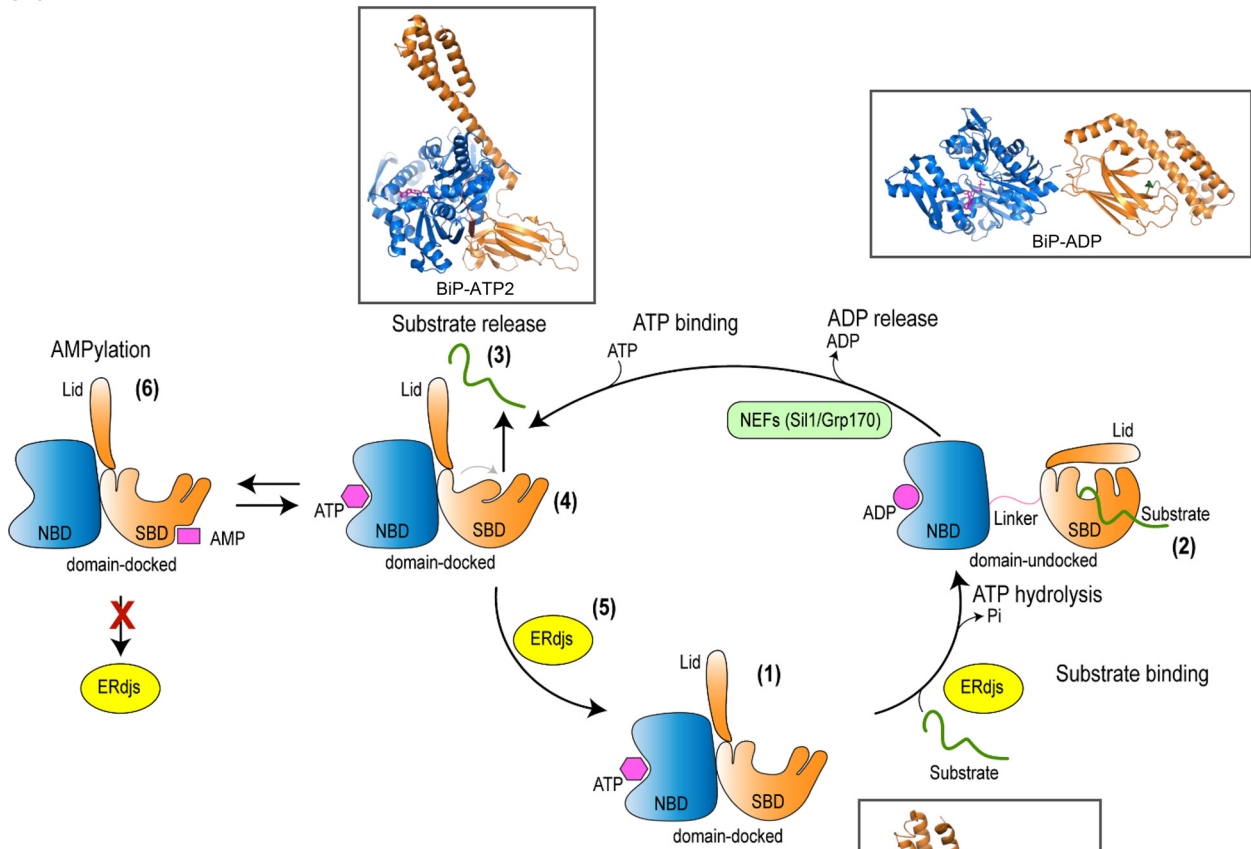 BiP-ATP2
BiP-ADP
Substrate release
(3)
ATP binding
ATP
ADP release
ADP
NEFs (Sil1/Grp170)
AMPylation
(6)
Lid
NBD
SBD
AMP
domain-docked
X
ERdjs
Lid
ATP
NBD
SBD
(4)
domain-docked
Lid
ADP
NBD
Linker
SBD
Substrate
(2)
domain-undocked
ATP hydrolysis
Pi
ERdjs
(5)
Lid
(1)
ATP
NBD
SBD
domain-docked
ERdjs
Substrate binding
Substrate